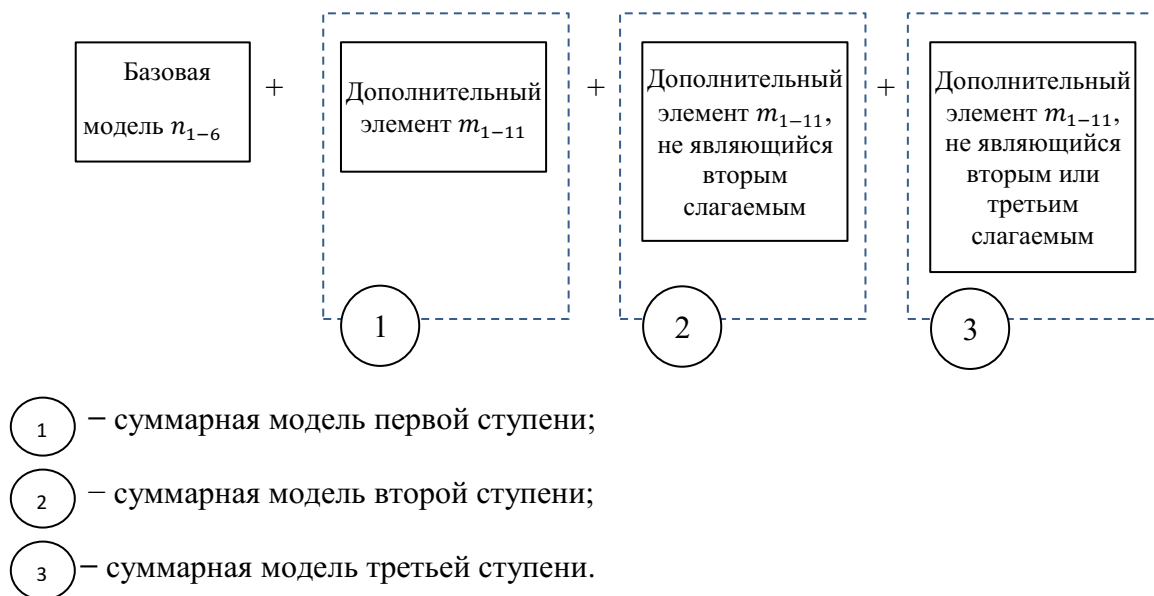 Базовая
модель n₁₋₆
+
Дополнительный
элемент m₁₋₁₁
+
Дополнительный
элемент m₁₋₁₁,
не являющийся
вторым
слагаемым
+
Дополнительный
элемент m₁₋₁₁,
не являющийся
вторым или
третьим
слагаемым
1
2
3
1 – суммарная модель первой ступени;
2 – суммарная модель второй ступени;
3 – суммарная модель третьей ступени.